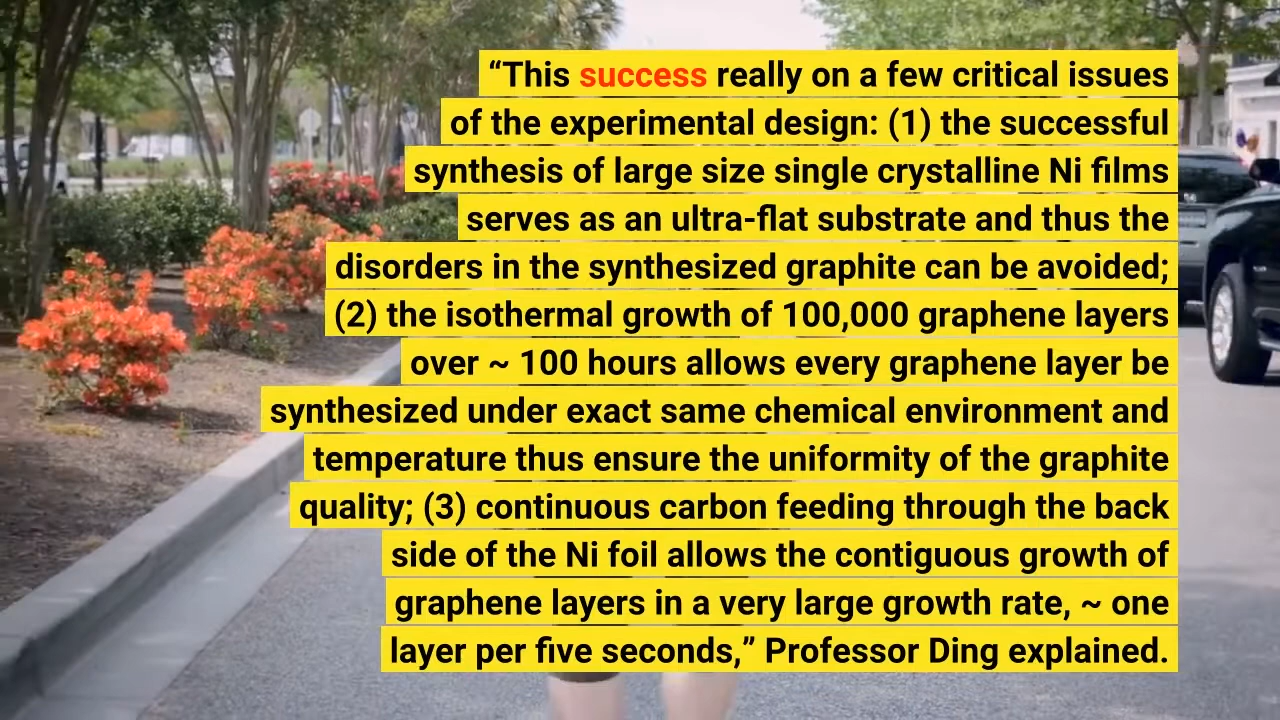 “This success really on a few critical issues
of the experimental design: (1) the successful
synthesis of large size single crystalline Ni films
serves as an ultra-flat substrate and thus the
disorders in the synthesized graphite can be avoided;
(2) the isothermal growth of 100,000 graphene layers
over ~ 100 hours allows every graphene layer be
synthesized under exact same chemical environment and
temperature thus ensure the uniformity of the graphite
quality; (3) continuous carbon feeding through the back
side of the Ni foil allows the contiguous growth of
graphene layers in a very large growth rate, ~ one
layer per five seconds,” Professor Ding explained.